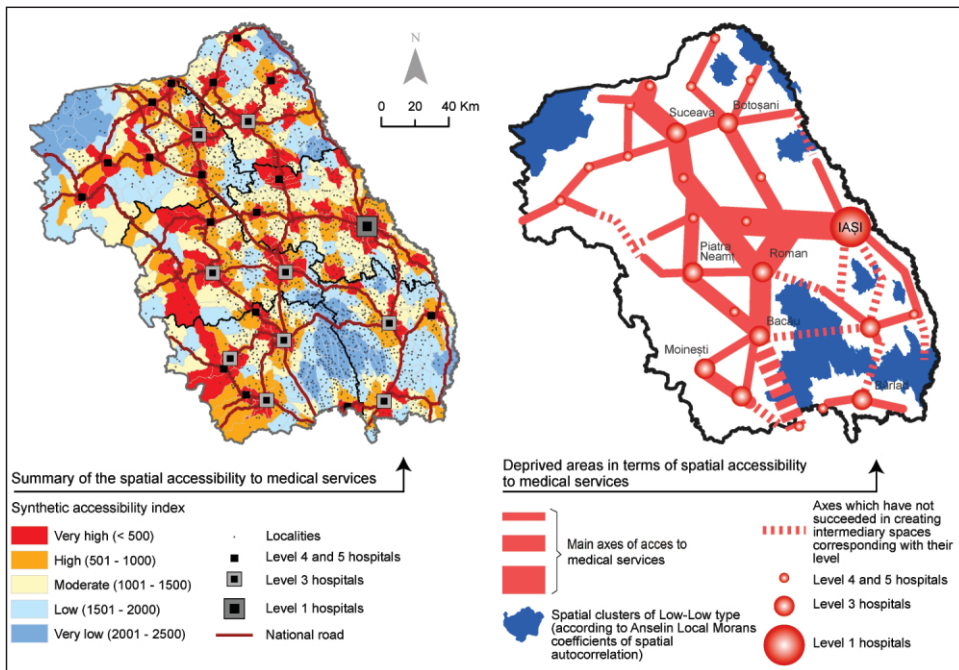 N
0 20 40 Km
Suceava
Botoșani
IAȘI
Piatra
Neamț
Roman
Bacău
Moinești
Bârlad
Summary of the spatial accessibility to medical services
Synthetic accessibility index
Very high (< 500)
High (501 - 1000)
Moderate (1001 - 1500)
Low (1501 - 2000)
Very low (2001 - 2500)
Localities
Level 4 and 5 hospitals
Level 3 hospitals
Level 1 hospitals
National road
Deprived areas in terms of spatial accessibility
to medical services
Main axes of acces to
medical services
Spatial clusters of Low-Low type
(according to Anselin Local Morans
coefficients of spatial
autocorrelation)
Axes which have not
succeeded in creating
intermediary spaces
corresponding with their
level
Level 4 and 5 hospitals
Level 3 hospitals
Level 1 hospitals